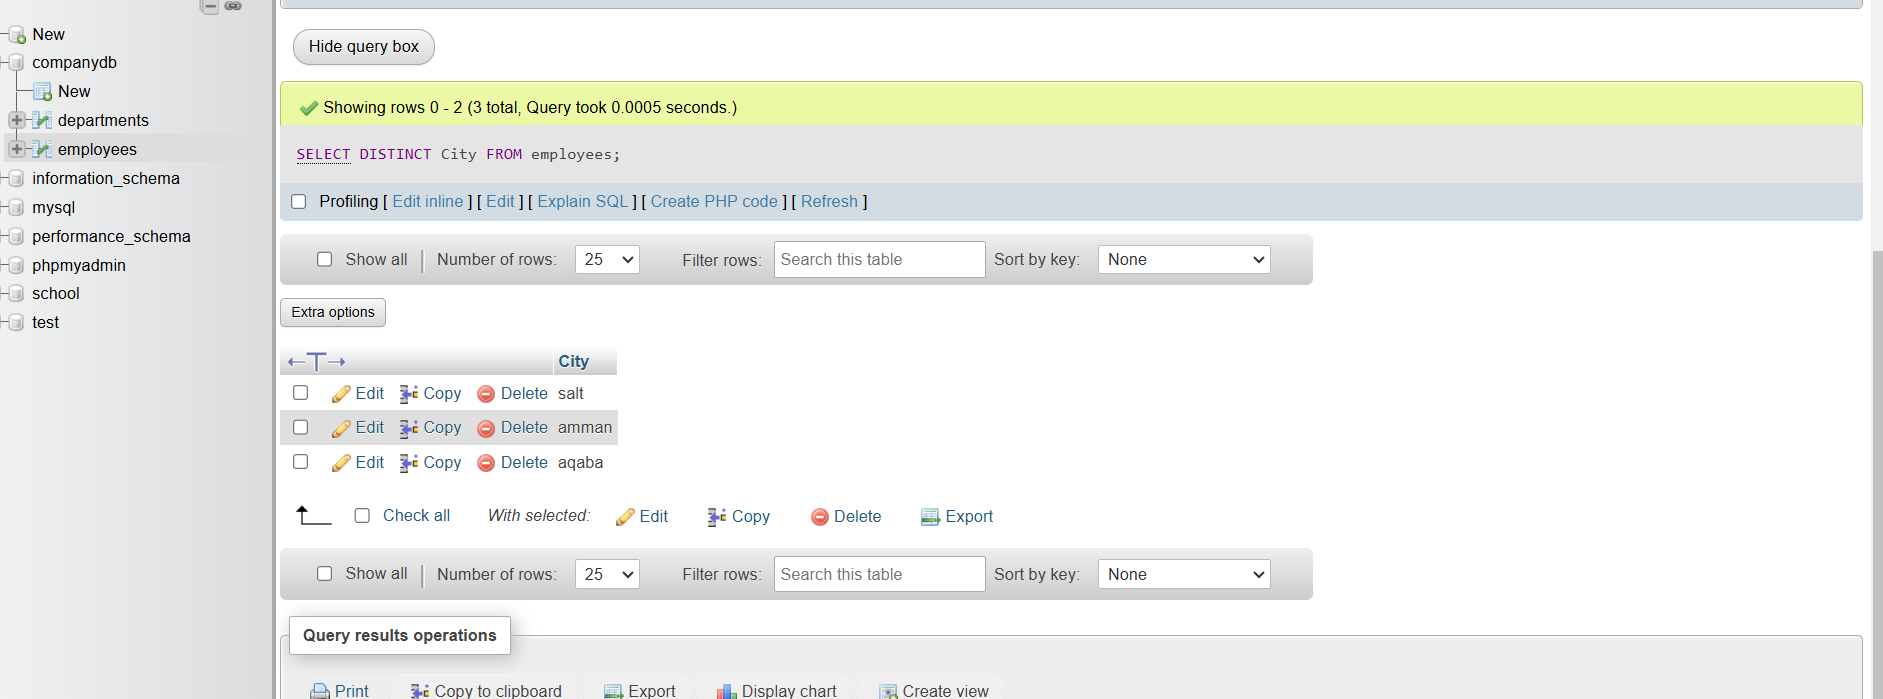 New
companydb
New
departments
employees
information_schema
mysql
performance_schema
phpmyadmin
school
test
Hide query box
Showing rows 0 - 2 (3 total, Query took 0.0005 seconds.)
SELECT DISTINCT City FROM employees;
Profiling [ Edit inline ] [ Edit ] [ Explain SQL ] [ Create PHP code ] [ Refresh ]
Show all Number of rows: 25 Filter rows: Search this table Sort by key: None
Extra options
City
Edit Copy Delete salt
Edit Copy Delete amman
Edit Copy Delete aqaba
Check all With selected: Edit Copy Delete Export
Show all Number of rows: 25 Filter rows: Search this table Sort by key: None
Query results operations
Print Copy to clipboard Export Display chart Create view